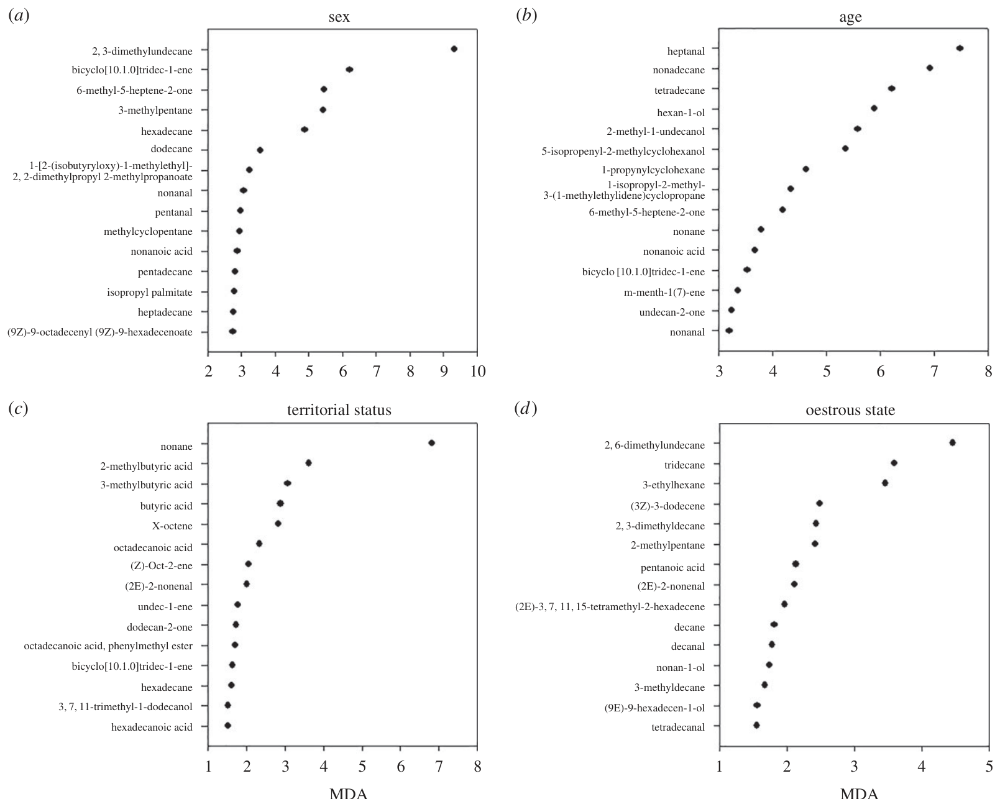 (a)
sex
2, 3-dimethylundecane
bicyclo[10.1.0]tridec-1-ene
6-methyl-5-heptene-2-one
3-methylpentane
hexadecane
dodecane
1-[2-(isobutyryloxy)-1-methylethyl]-
2, 2-dimethylpropyl 2-methylpropanoate
nonanal
pentanal
methylcyclopentane
nonanoic acid
pentadecane
isopropyl palmitate
heptadecane
(9Z)-9-octadecenyl (9Z)-9-hexadecenoate
2 3 4 5 6 7 8 9 10
(b)
age
heptanal
nonadecane
tetradecane
hexan-1-ol
2-methyl-1-undecanol
5-isopropenyl-2-methylcyclohexanol
1-propynylcyclohexane
1-isopropyl-2-methyl-
3-(1-methylethylidene)cyclopropane
6-methyl-5-heptene-2-one
nonane
nonanoic acid
bicyclo [10.1.0]tridec-1-ene
m-menth-1(7)-ene
undecan-2-one
nonanal
3 4 5 6 7 8
(c)
territorial status
nonane
2-methylbutyric acid
3-methylbutyric acid
butyric acid
X-octene
octadecanoic acid
(Z)-Oct-2-ene
(2E)-2-nonenal
undec-1-ene
dodecan-2-one
octadecanoic acid, phenylmethyl ester
bicyclo[10.1.0]tridec-1-ene
hexadecane
3, 7, 11-trimethyl-1-dodecanol
hexadecanoic acid
1 2 3 4 5 6 7 8
MDA
(d)
oestrous state
2, 6-dimethylundecane
tridecane
3-ethylhexane
(3Z)-3-dodecene
2, 3-dimethyldecane
2-methylpentane
pentanoic acid
(2E)-2-nonenal
(2E)-3, 7, 11, 15-tetramethyl-2-hexadecene
decane
decanal
nonan-1-ol
3-methyldecane
(9E)-9-hexadecen-1-ol
tetradecanal
1 2 3 4 5
MDA